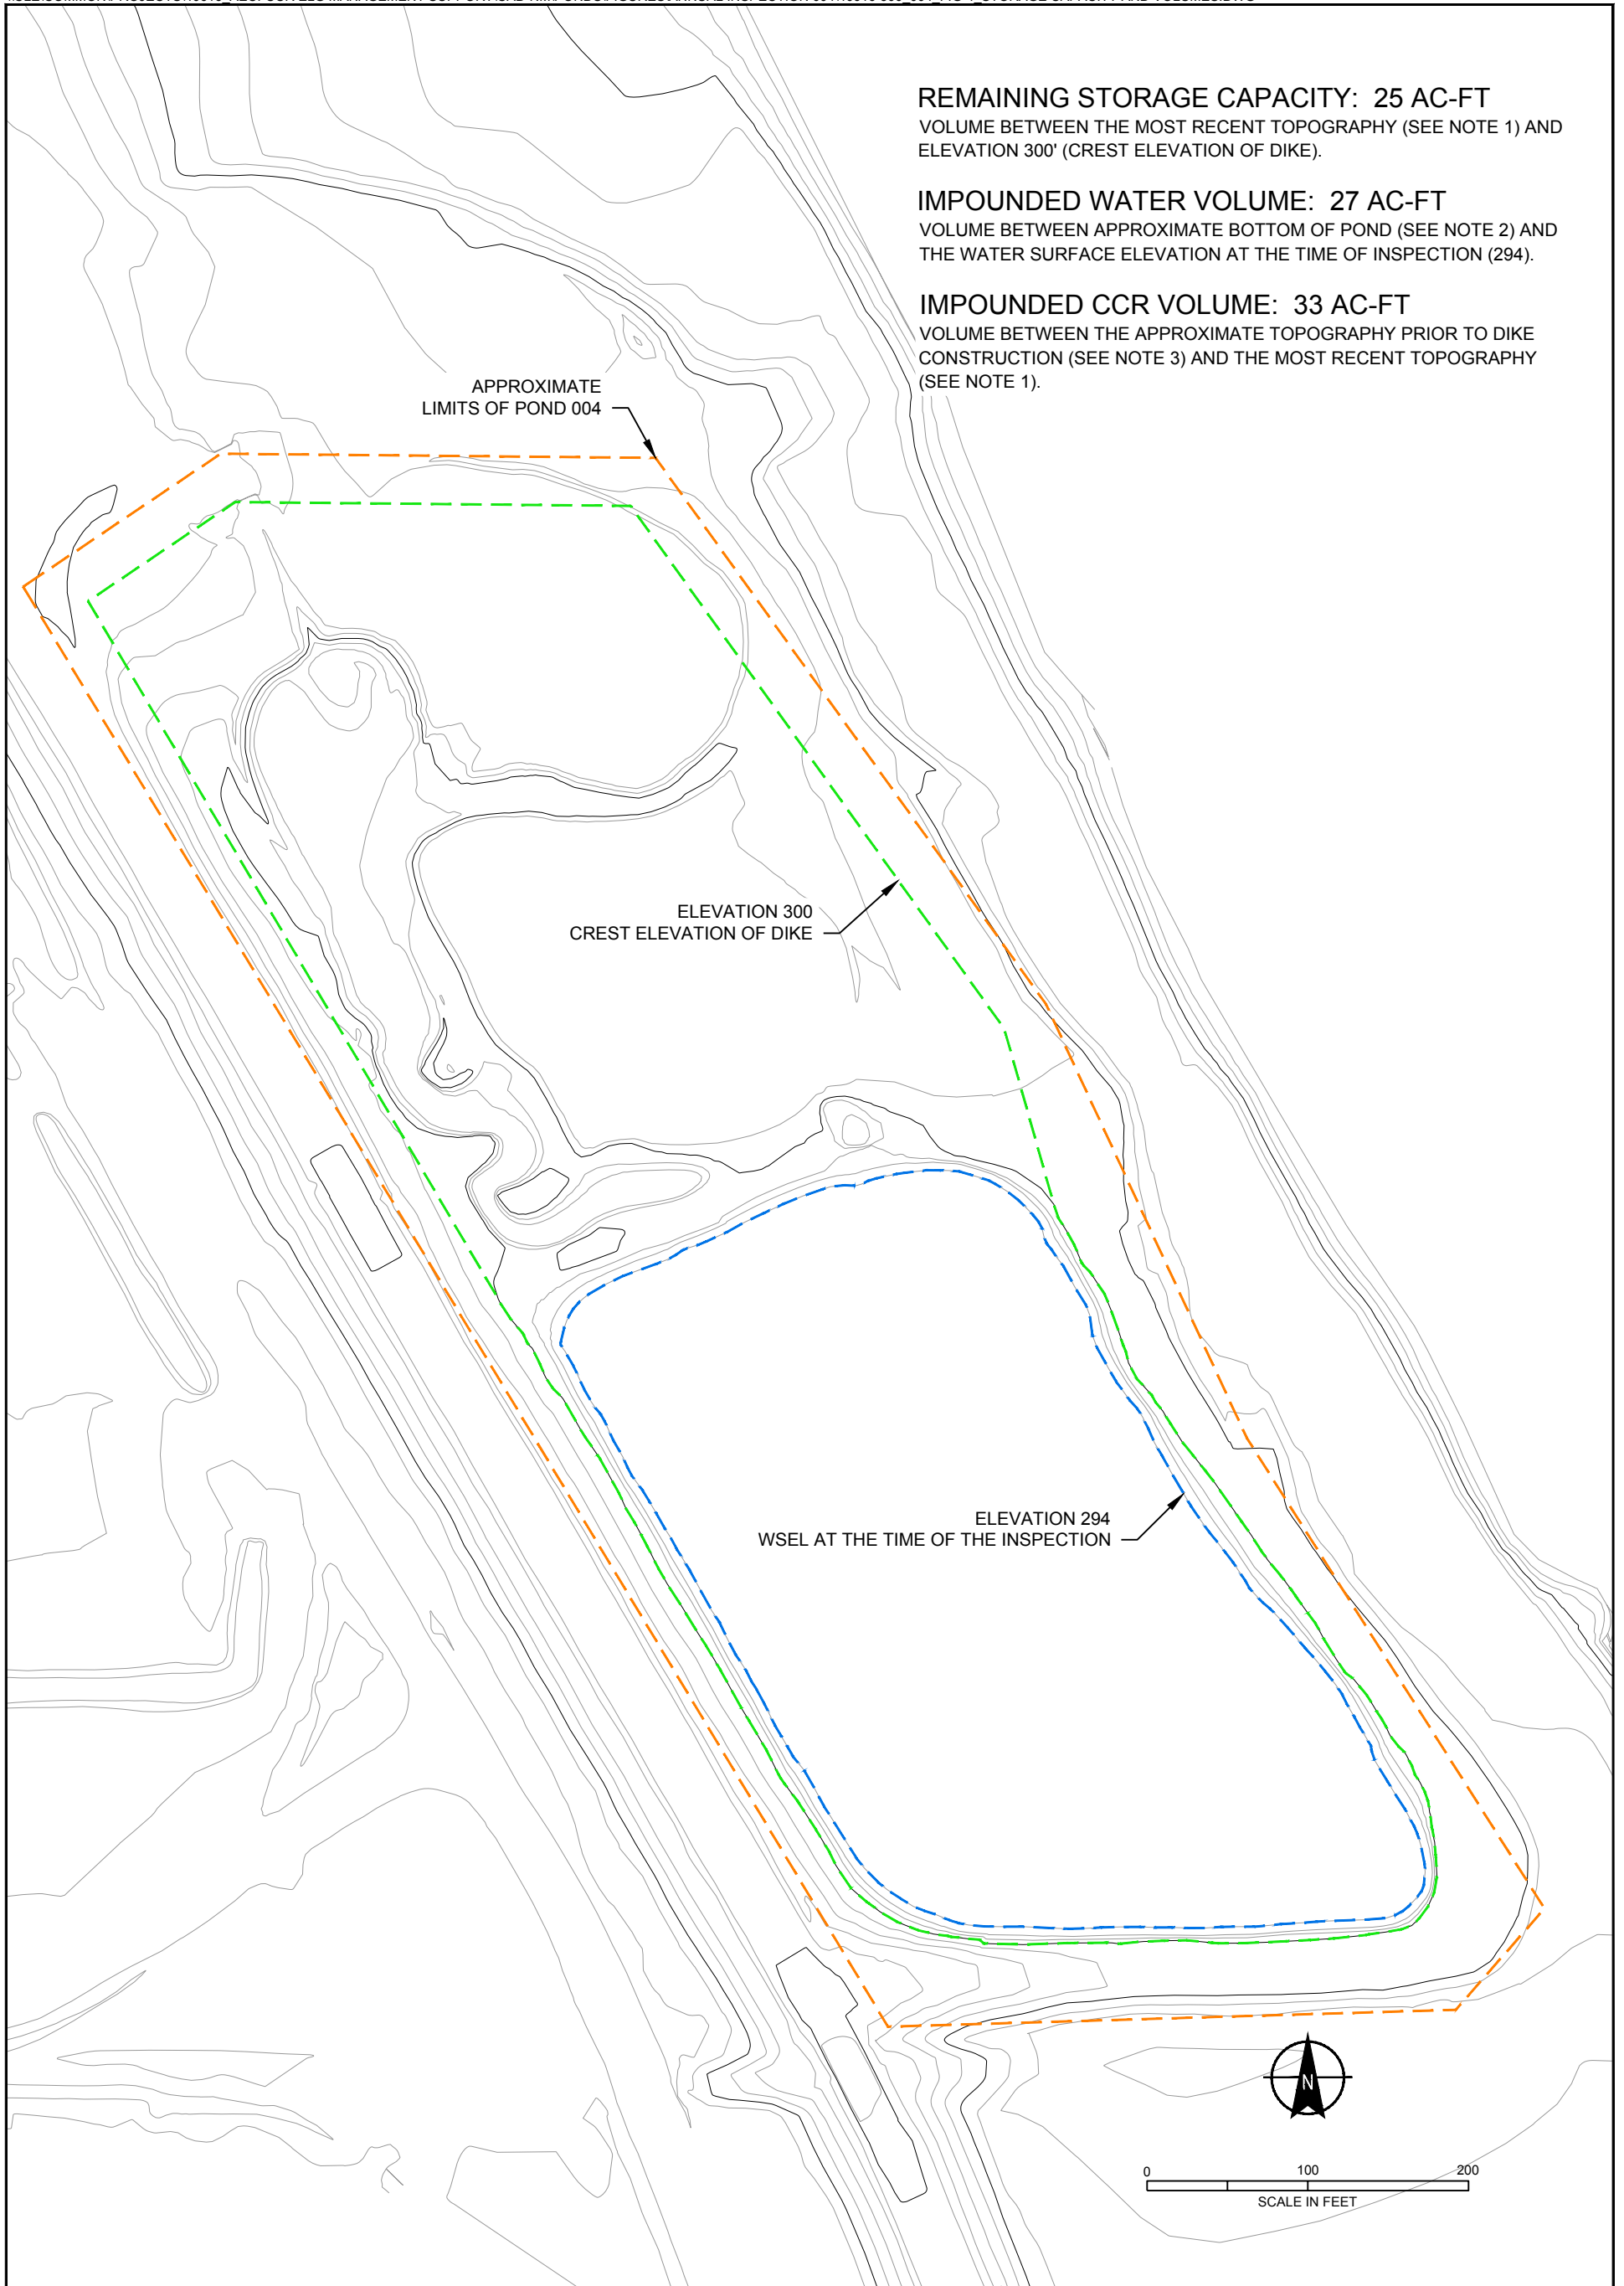 REMAINING STORAGE CAPACITY: 25 AC-FT
VOLUME BETWEEN THE MOST RECENT TOPOGRAPHY (SEE NOTE 1) AND
ELEVATION 300' (CREST ELEVATION OF DIKE).
IMPOUNDED WATER VOLUME: 27 AC-FT
VOLUME BETWEEN APPROXIMATE BOTTOM OF POND (SEE NOTE 2) AND
THE WATER SURFACE ELEVATION AT THE TIME OF INSPECTION (294).
IMPOUNDED CCR VOLUME: 33 AC-FT
VOLUME BETWEEN THE APPROXIMATE TOPOGRAPHY PRIOR TO DIKE
CONSTRUCTION (SEE NOTE 3) AND THE MOST RECENT TOPOGRAPHY
(SEE NOTE 1).
APPROXIMATE
LIMITS OF POND 004
ELEVATION 300
CREST ELEVATION OF DIKE
ELEVATION 294
WSEL AT THE TIME OF THE INSPECTION
N
0 100 200
SCALE IN FEET